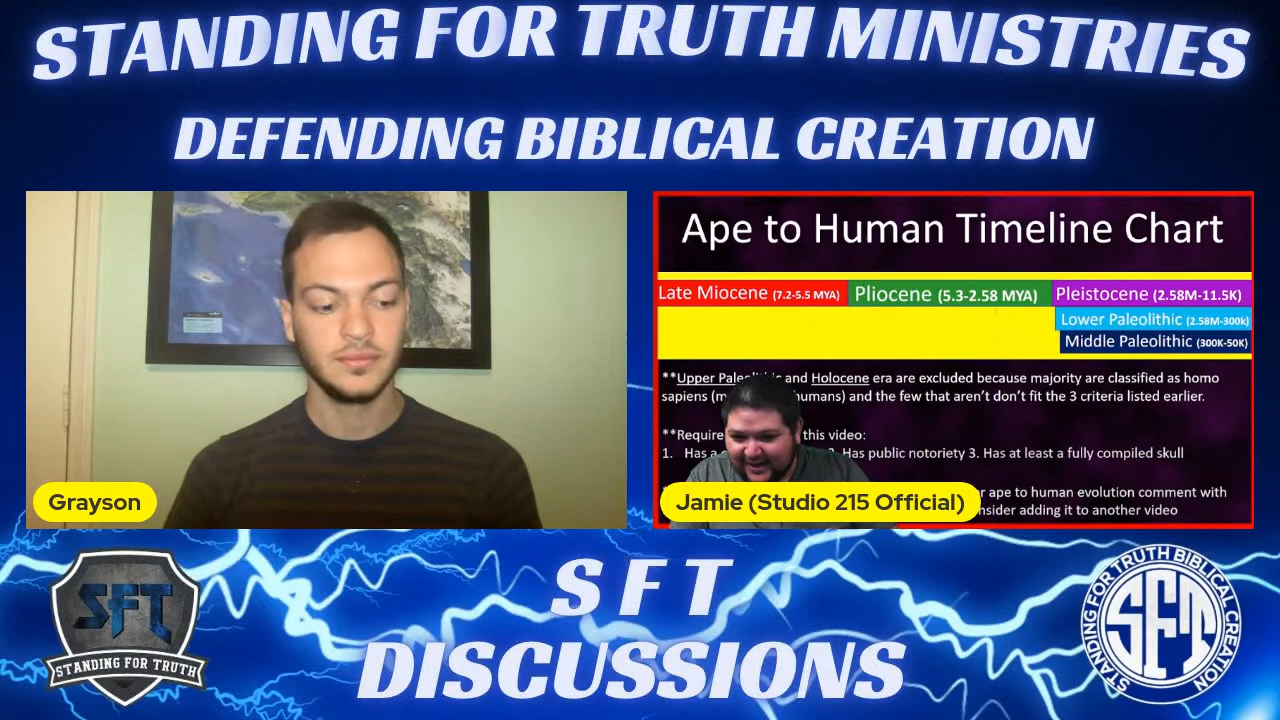 STANDING FOR TRUTH MINISTRIES
DEFENDING BIBLICAL CREATION
Grayson
Ape to Human Timeline Chart
Late Miocene (7.2-5.5 MYA)
Pliocene (5.3-2.58 MYA)
Pleistocene (2.58M-11.5K)
Lower Paleolithic (2.58M-300k)
Middle Paleolithic (300K-50K)
**Upper and Holocene era are excluded because majority are classified as homo
sapiens and the few that aren't don't fit the 3 criteria listed earlier.
**Require this video:
1. Has a Has public notoriety 3. Has at least a fully compiled skull
ape to human evolution comment with
adding it to another video
Jamie (Studio 215 Official)
SFT
STANDING FOR TRUTH
SFT
DISCUSSIONS
STANDING FOR TRUTH BIBLICAL CREATION
SFT